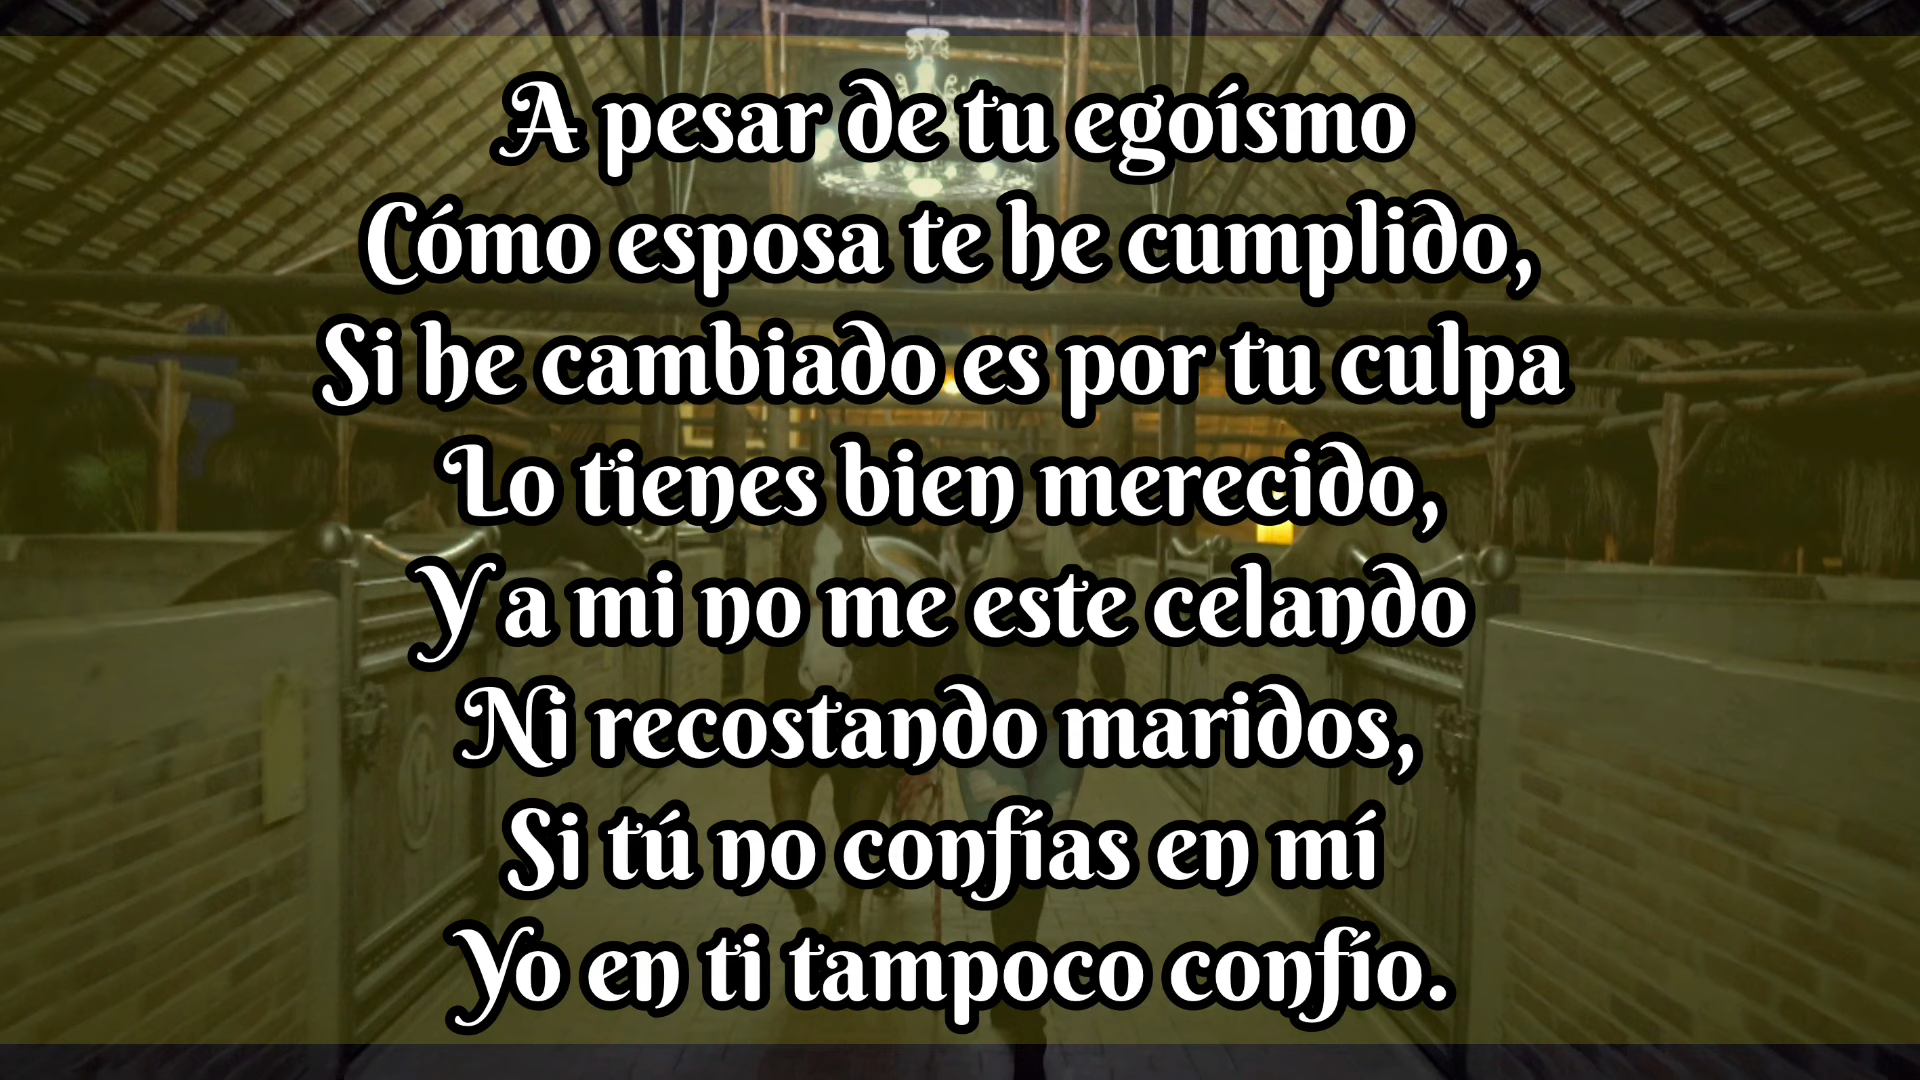 A pesar de tu egoísmo
Cómo esposa te he cumplido,
Si he cambiado es por tu culpa
Lo tienes bien merecido,
Y a mi no me este celando
Ni recostando maridos,
Si tú no confías en mí
Yo en ti tampoco confío.